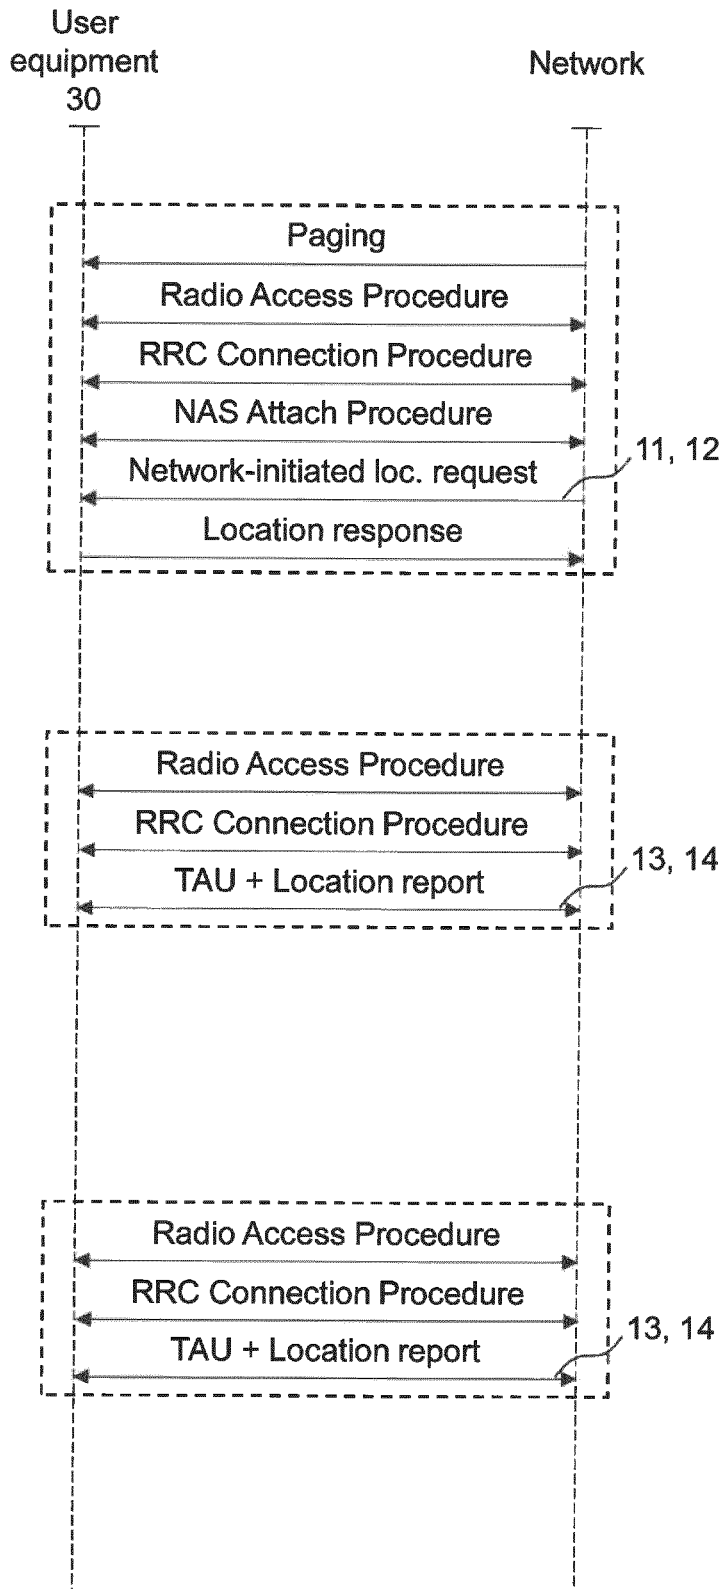 User
equipment
30
Network
Paging
Radio Access Procedure
RRC Connection Procedure
NAS Attach Procedure
Network-initiated loc. request
11, 12
Location response
Radio Access Procedure
RRC Connection Procedure
TAU + Location report
13, 14
Radio Access Procedure
RRC Connection Procedure
TAU + Location report
13, 14